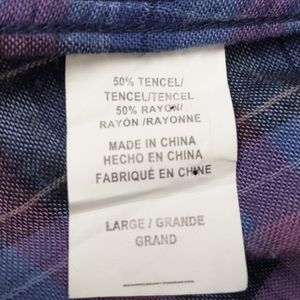 50% TENCEL/
TENCEL/TENCEL
50% RAYON/
RAYÓN /RAYONNE
MADE IN CHINA
HECHO EN CHINA
FABRIQUÉ EN CHINE
LARGE / GRANDE
GRAND